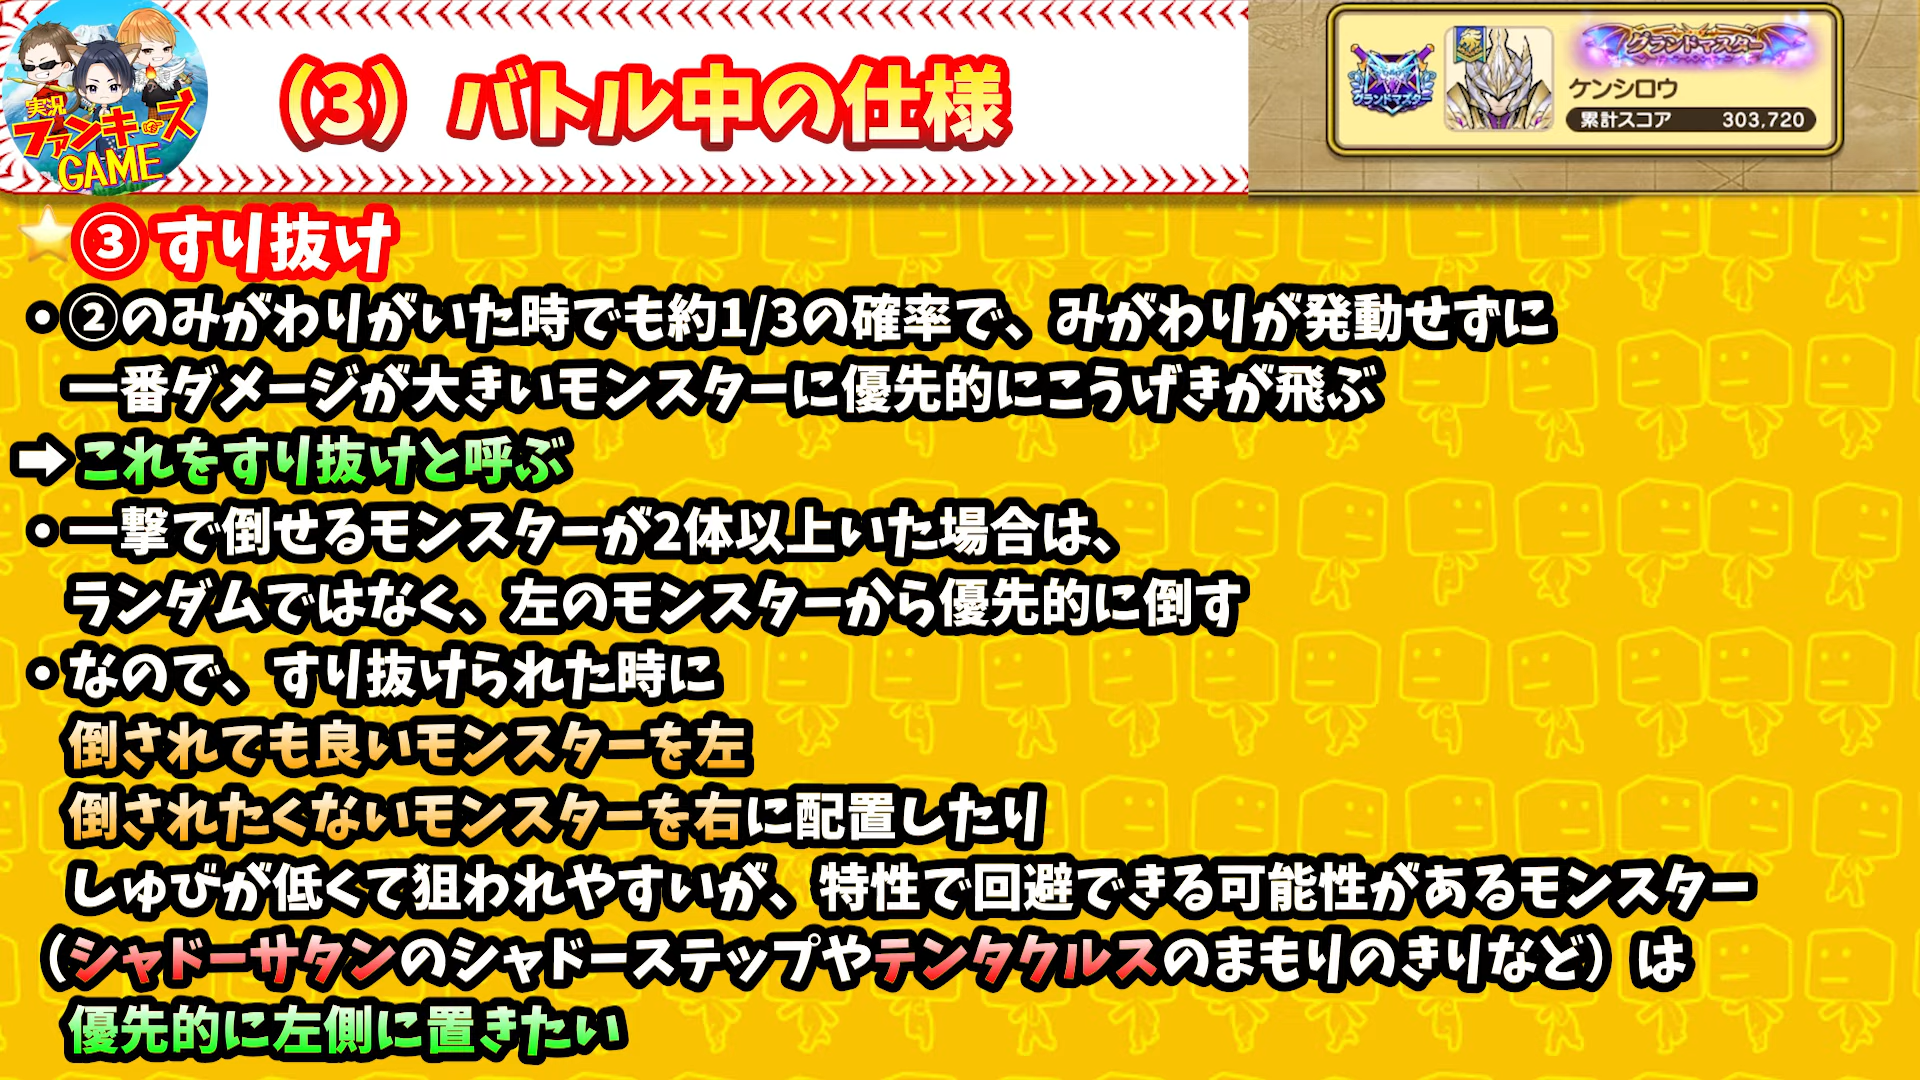 実況
ファンキーズ
GAME
(3) バトル中の仕様
グランドマスター
グランドマスター
ケンシロウ
累計スコア 303,720
③すり抜け
・②のみがわりがいた時でも約1/3の確率で、みがわりが発動せずに
一番ダメージが大きいモンスターに優先的にこうげきが飛ぶ
➡これをすり抜けと呼ぶ
・一撃で倒せるモンスターが2体以上いた場合は、
ランダムではなく、左のモンスターから優先的に倒す
・なので、すり抜けられた時に
倒されても良いモンスターを左
倒されたくないモンスターを右に配置したり
しゅびが低くて狙われやすいが、特性で回避できる可能性があるモンスター
(シャドーサタンのシャドーステップやテンタクルスのまもりのきりなど)は
優先的に左側に置きたい